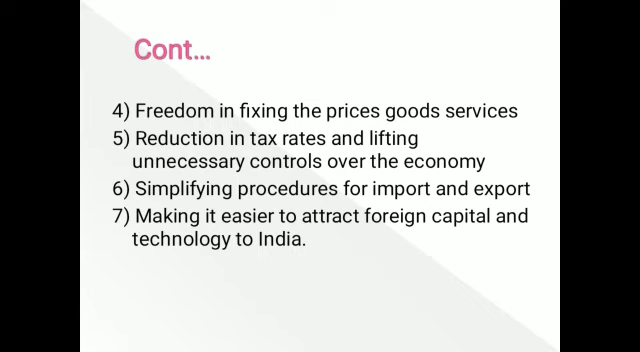 Cont...
4) Freedom in fixing the prices goods services
5) Reduction in tax rates and lifting
unnecessary controls over the economy
6) Simplifying procedures for import and export
7) Making it easier to attract foreign capital and
technology to India.